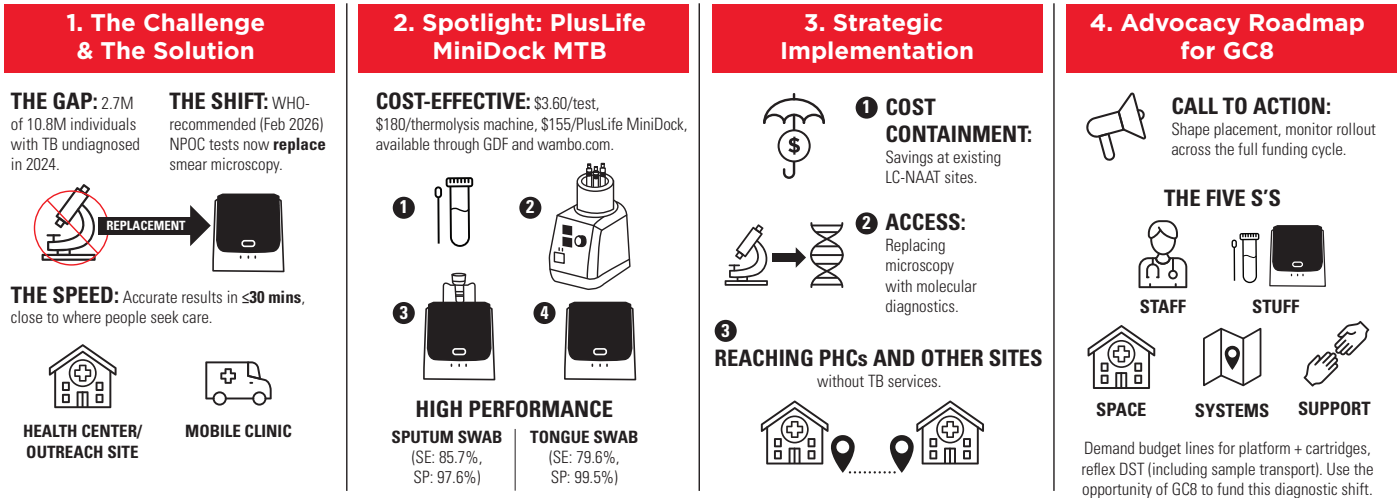 1. The Challenge
& The Solution
THE GAP: 2.7M
of 10.8M individuals
with TB undiagnosed
in 2024.
THE SHIFT: WHO-
recommended (Feb 2026)
NPOC tests now replace
smear microscopy.
REPLACEMENT
THE SPEED: Accurate results in ≤30 mins,
close to where people seek care.
HEALTH CENTER/
OUTREACH SITE
MOBILE CLINIC
2. Spotlight: PlusLife
MiniDock MTB
COST-EFFECTIVE: $3.60/test,
$180/thermolysis machine, $155/PlusLife MiniDock,
available through GDF and wambo.com.
1
2
3
4
HIGH PERFORMANCE
SPUTUM SWAB
(SE: 85.7%,
SP: 97.6%)
TONGUE SWAB
(SE: 79.6%,
SP: 99.5%)
3. Strategic
Implementation
$
1 COST
CONTAINMENT:
Savings at existing
LC-NAAT sites.
2 ACCESS:
Replacing
microscopy
with molecular
diagnostics.
3
REACHING PHCs AND OTHER SITES
without TB services.
4. Advocacy Roadmap
for GC8
CALL TO ACTION:
Shape placement, monitor rollout
across the full funding cycle.
THE FIVE S'S
STAFF
STUFF
SPACE
SYSTEMS
SUPPORT
Demand budget lines for platform + cartridges,
reflex DST (including sample transport). Use the
opportunity of GC8 to fund this diagnostic shift.